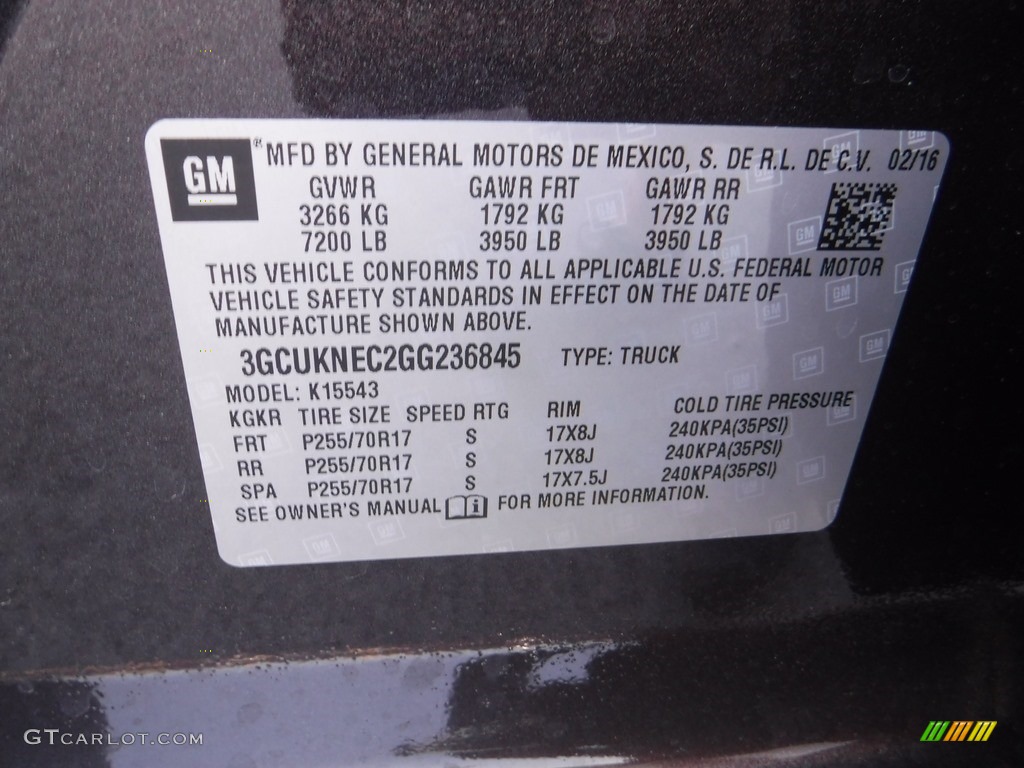 GM® MFD BY GENERAL MOTORS DE MEXICO, S. DE R.L. DE C.V. 02/16
GVWR GAWR FRT GAWR RR
3266 KG 1792 KG 1792 KG
7200 LB 3950 LB 3950 LB
THIS VEHICLE CONFORMS TO ALL APPLICABLE U.S. FEDERAL MOTOR
VEHICLE SAFETY STANDARDS IN EFFECT ON THE DATE OF
MANUFACTURE SHOWN ABOVE.
3GCUKNEC2GG236845 TYPE: TRUCK
MODEL: K15543
KGKR TIRE SIZE SPEED RTG RIM COLD TIRE PRESSURE
FRT P255/70R17 S 17X8J 240KPA(35PSI)
RR P255/70R17 S 17X8J 240KPA(35PSI)
SPA P255/70R17 S 17X7.5J 240KPA(35PSI)
SEE OWNER'S MANUAL i FOR MORE INFORMATION.
GTCARLOT.COM